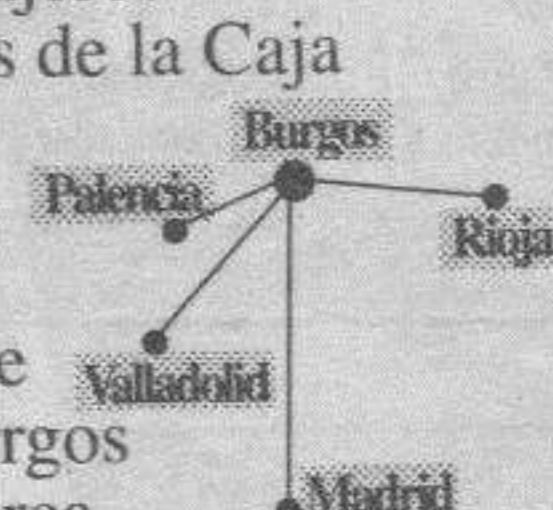 s de la Caja
Burgos
Palencia
Rioja
e
Valladolid
rgos
Madrid